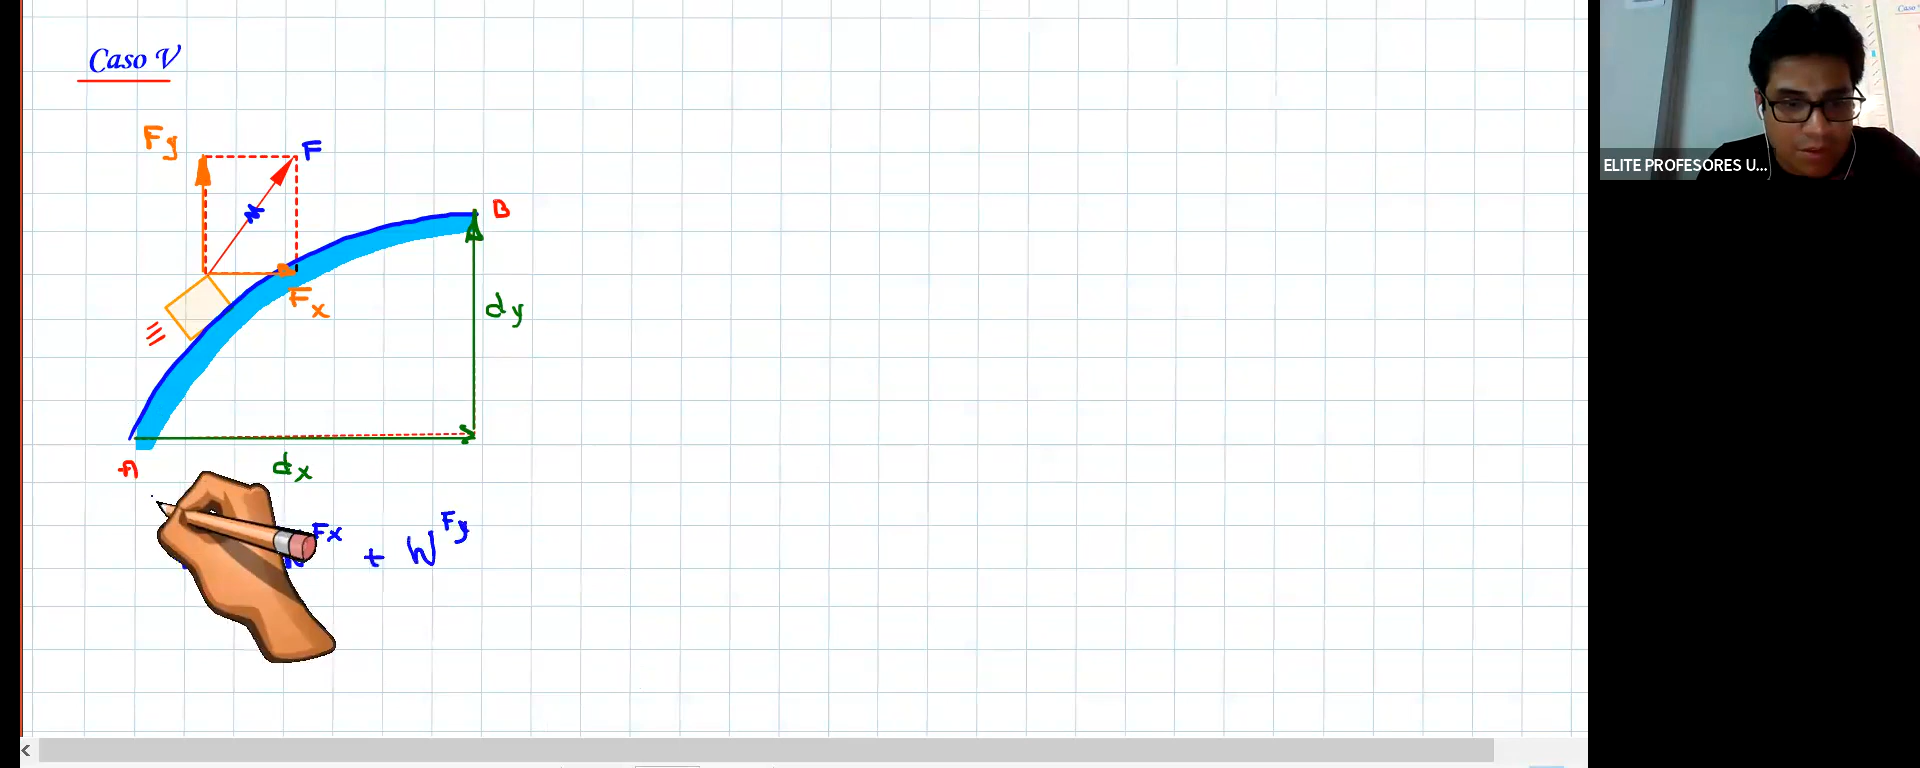 Caso V
Fy
F
B
Fx
dy
A
dx
Fx + W Fy
ELITE PROFESORES U...